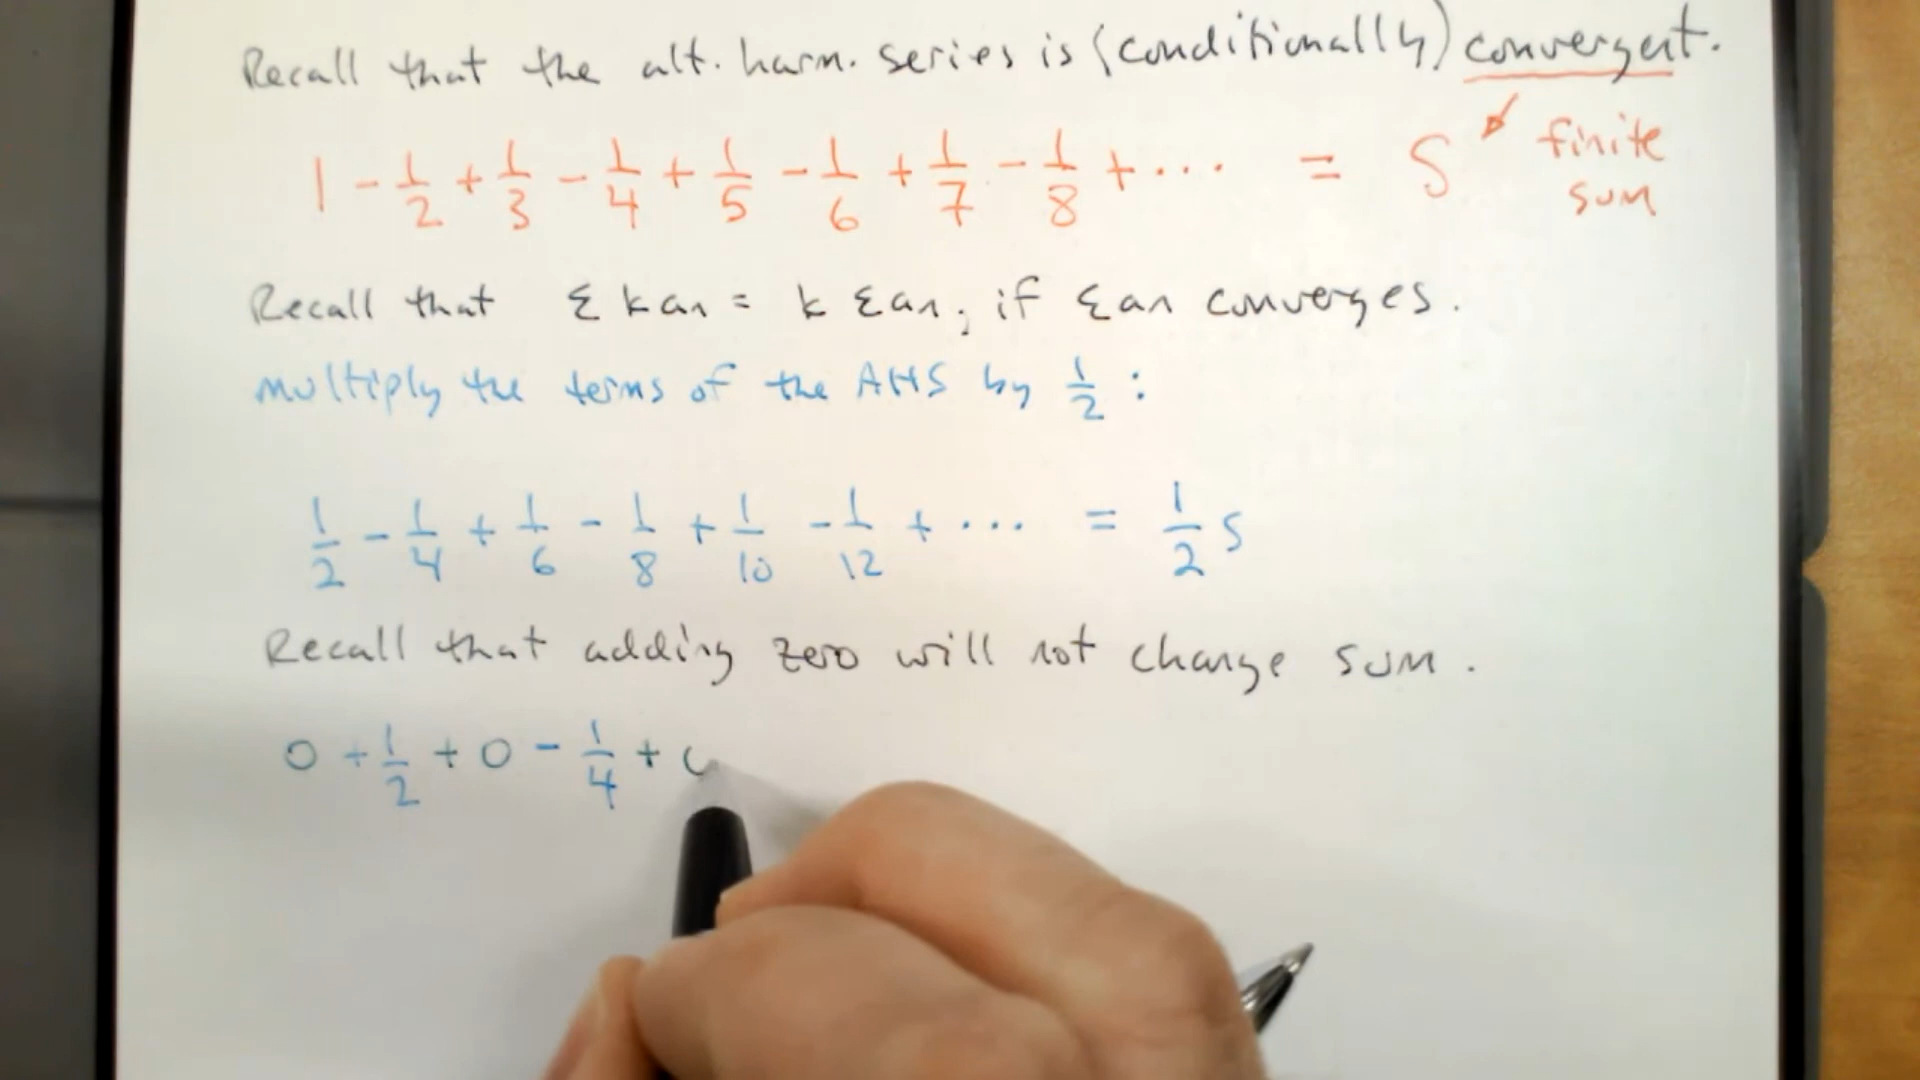 Recall that the alt. harm. series is (conditionally) convergent.
1 - 1/2 + 1/3 - 1/4 + 1/5 - 1/6 + 1/7 - 1/8 + ... = S finite sum
Recall that Σ k an = k Σ an, if Σ an converges.
multiply the terms of the AHS by 1/2 :
1/2 - 1/4 + 1/6 - 1/8 + 1/10 - 1/12 + ... = 1/2 S
Recall that adding zero will not change sum.
0 + 1/2 + 0 - 1/4 + 0